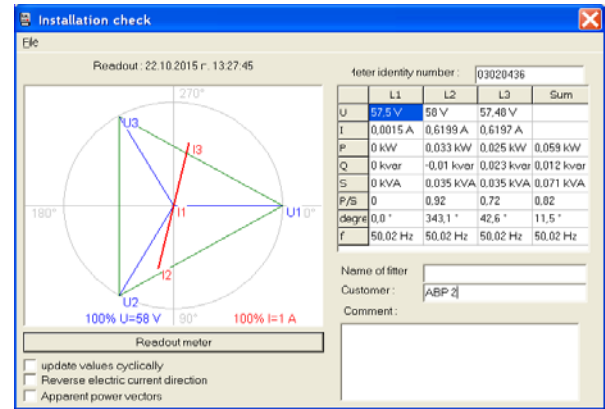 Installation check
File
Readout : 22.10.2015 г. 13:27:45
270°
U3
I3
180°
I1
U1 0°
I2
U2
100% U=58 V
90°
100% I=1 A
Readout meter
update values cyclically
Reverse electric current direction
Apparent power vectors
leter identity number : 03020436
L1 L2 L3 Sum
U 57,5 V 58 V 57,48 V
I 0,0015 A 0,6199 A 0,6197 A
P 0 kW 0,033 kW 0,025 kW 0,059 kW
Q 0 kvar -0,01 kvar 0,023 kvar 0,012 kvar
S 0 kVA 0,035 kVA 0,035 kVA 0,071 kVA
P/S 0 0.92 0.72 0.82
degre 0,0 ° 343,1 ° 42,6 ° 11,5 °
f 50,02 Hz 50,02 Hz 50,02 Hz 50,02 Hz
Name of fitter
Customer : ABP 2
Comment :